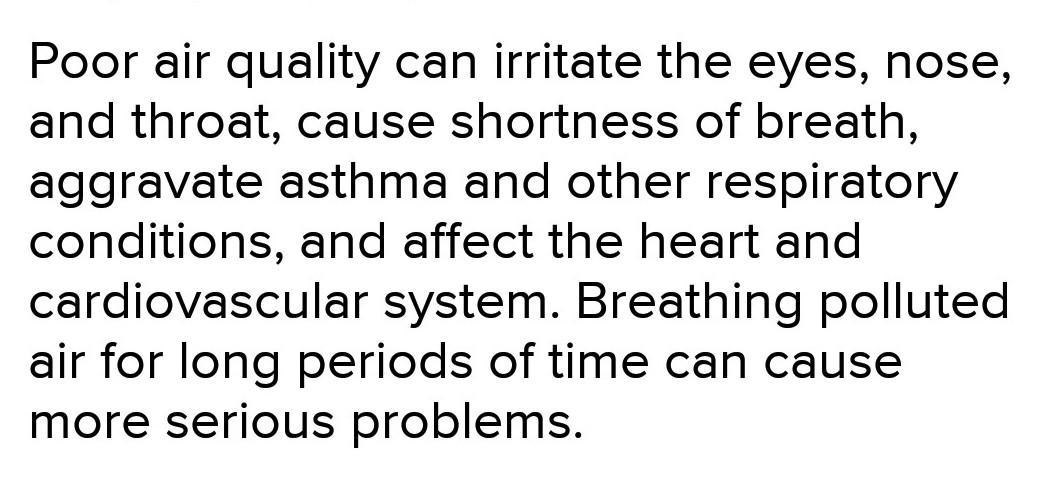 Poor air quality can irritate the eyes, nose,
and throat, cause shortness of breath,
aggravate asthma and other respiratory
conditions, and affect the heart and
cardiovascular system. Breathing polluted
air for long periods of time can cause
more serious problems.